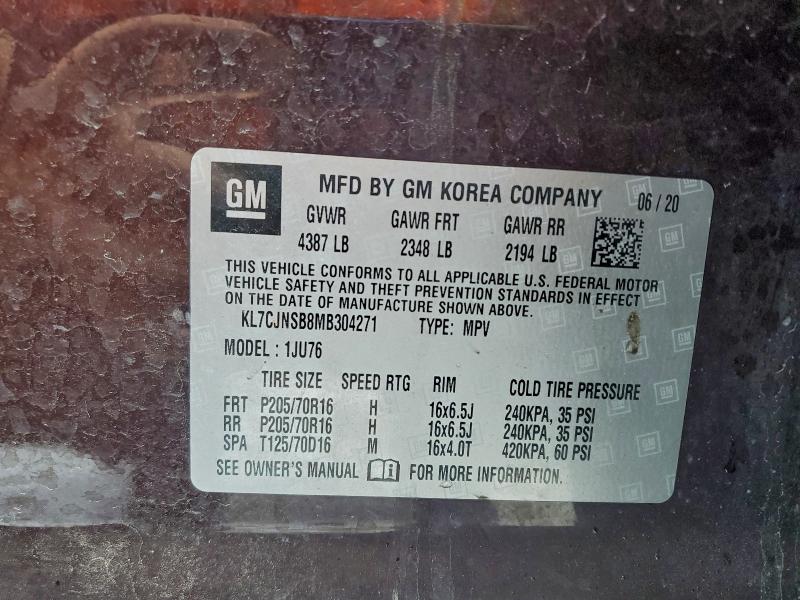 GM MFD BY GM KOREA COMPANY 06 / 20
GVWR GAWR FRT GAWR RR
4387 LB 2348 LB 2194 LB
THIS VEHICLE CONFORMS TO ALL APPLICABLE U.S. FEDERAL MOTOR
VEHICLE SAFETY AND THEFT PREVENTION STANDARDS IN EFFECT
ON THE DATE OF MANUFACTURE SHOWN ABOVE.
KL7CJNSB8MB304271 TYPE: MPV
MODEL : 1JU76
TIRE SIZE SPEED RTG RIM COLD TIRE PRESSURE
FRT P205/70R16 H 16x6.5J 240KPA, 35 PSI
RR P205/70R16 H 16x6.5J 240KPA, 35 PSI
SPA T125/70D16 M 16x4.0T 420KPA, 60 PSI
SEE OWNER'S MANUAL FOR MORE INFORMATION.